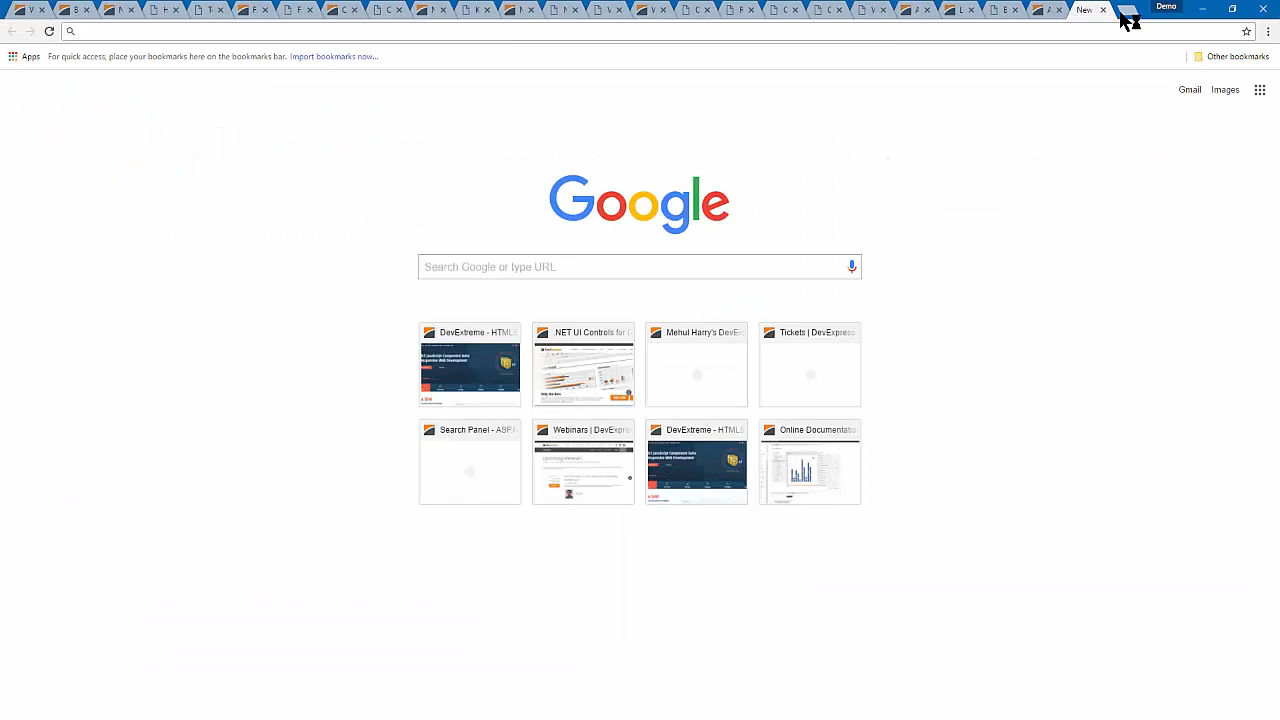 New
Demo
Apps For quick access, place your bookmarks here on the bookmarks bar. Import bookmarks now... Other bookmarks
Gmail Images
Google
Search Google or type URL
DevExtreme - HTML5 .NET UI Controls for Mehul Harry's DevEx Tickets | DevExpress
Search Panel - ASP. Webinars | DevExpre DevExtreme - HTML5 Online Documentatio